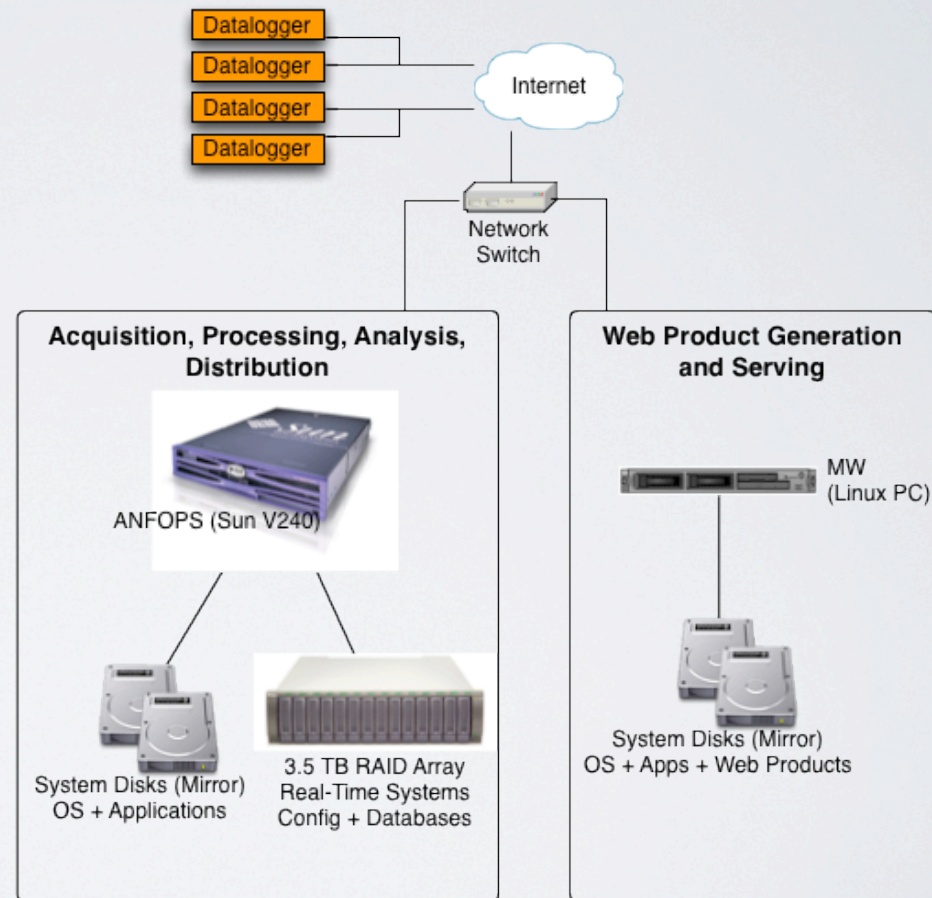 Datalogger
Datalogger
Datalogger
Datalogger
Internet
Network
Switch
Acquisition, Processing, Analysis,
Distribution
Sun
ANFOPS (Sun V240)
System Disks (Mirror)
OS + Applications
3.5 TB RAID Array
Real-Time Systems
Config + Databases
Web Product Generation
and Serving
MW
(Linux PC)
System Disks (Mirror)
OS + Apps + Web Products